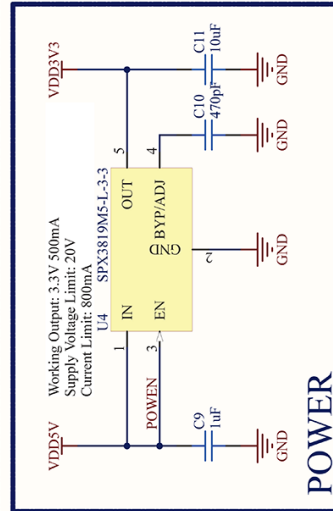 Working Output: 3.3V 500mA
Supply Voltage Limit: 20V
Current Limit: 800mA
U4
SPX3819M5-L-3-3
VDD5V
VDD3V3
1
IN
OUT
5
3
EN
BYP/ADJ
4
GND
2
POWEN
C9
1uF
C10
470pF
C11
10uF
GND
GND
GND
GND
POWER